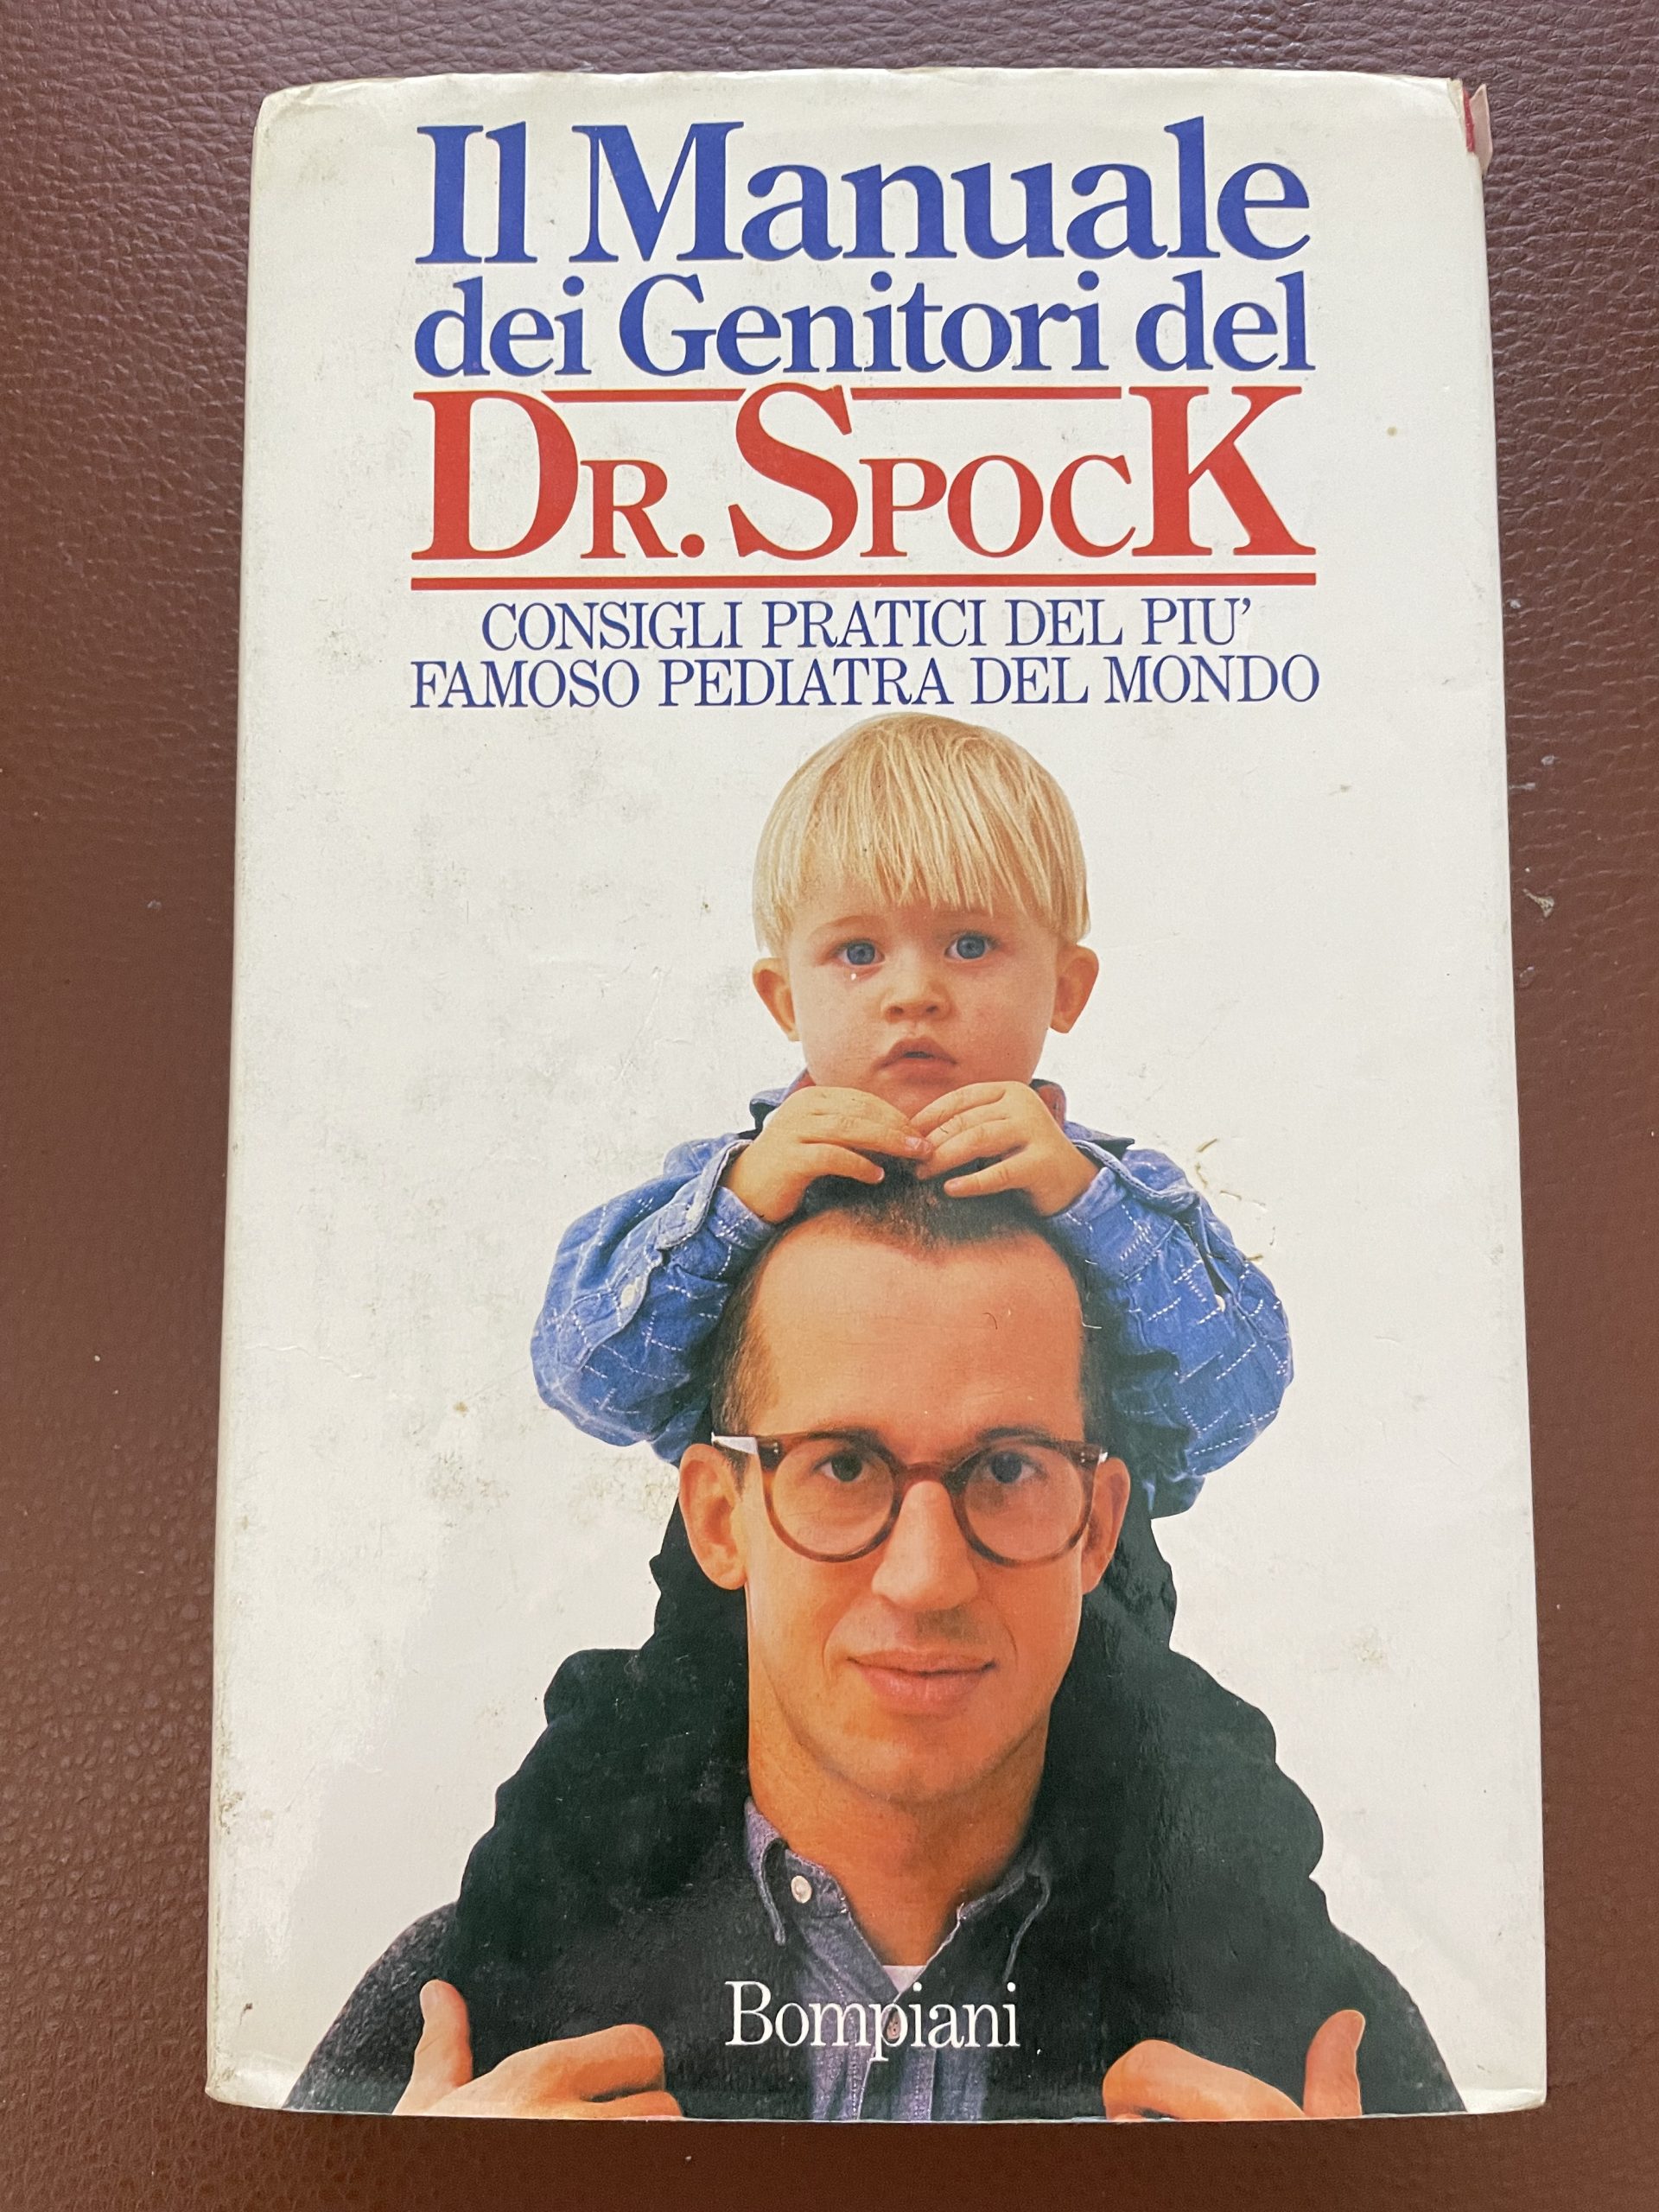 Il Manuale
dei Genitori del
DR. SPOCK
CONSIGLI PRATICI DEL PIU'
FAMOSO PEDIATRA DEL MONDO
Bompiani